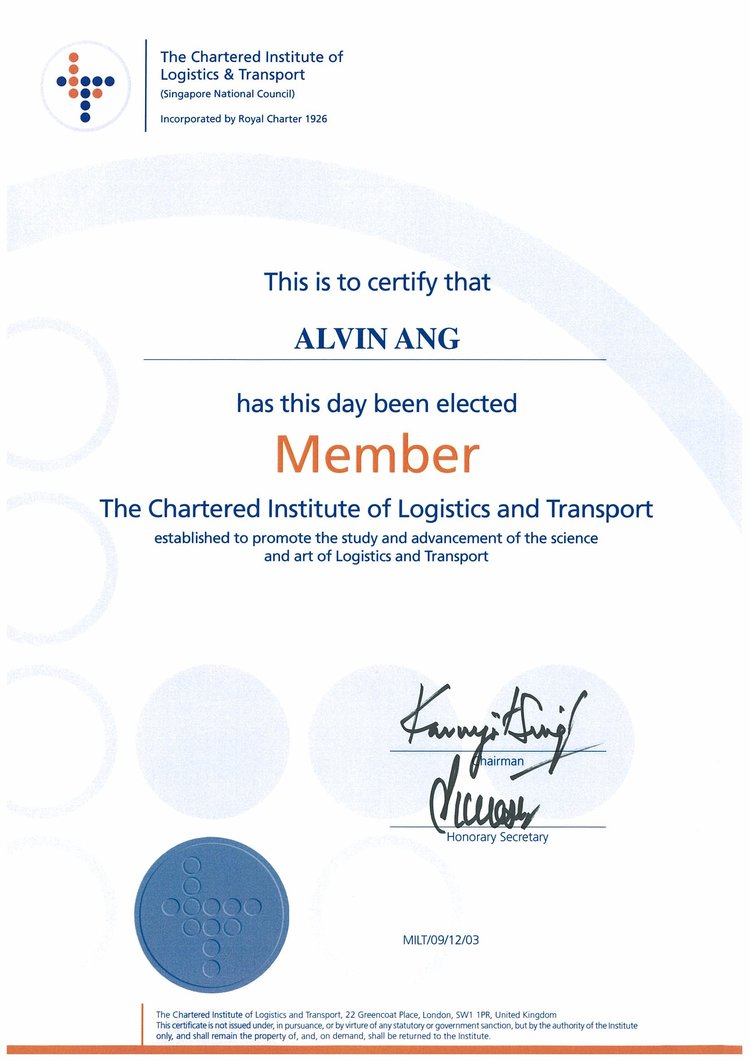 The Chartered Institute of
Logistics & Transport
(Singapore National Council)
Incorporated by Royal Charter 1926
This is to certify that
ALVIN ANG
has this day been elected
Member
The Chartered Institute of Logistics and Transport
established to promote the study and advancement of the science
and art of Logistics and Transport
Chairman
Honorary Secretary
MILT/09/12/03
The Chartered Institute of Logistics and Transport, 22 Greencoat Place, London, SW1 1PR, United Kingdom
This certificate is not issued under, in pursuance, or by virtue of any statutory or government sanction, but by the authority of the Institute
only, and shall remain the property of, and, on demand, shall be returned to the Institute.